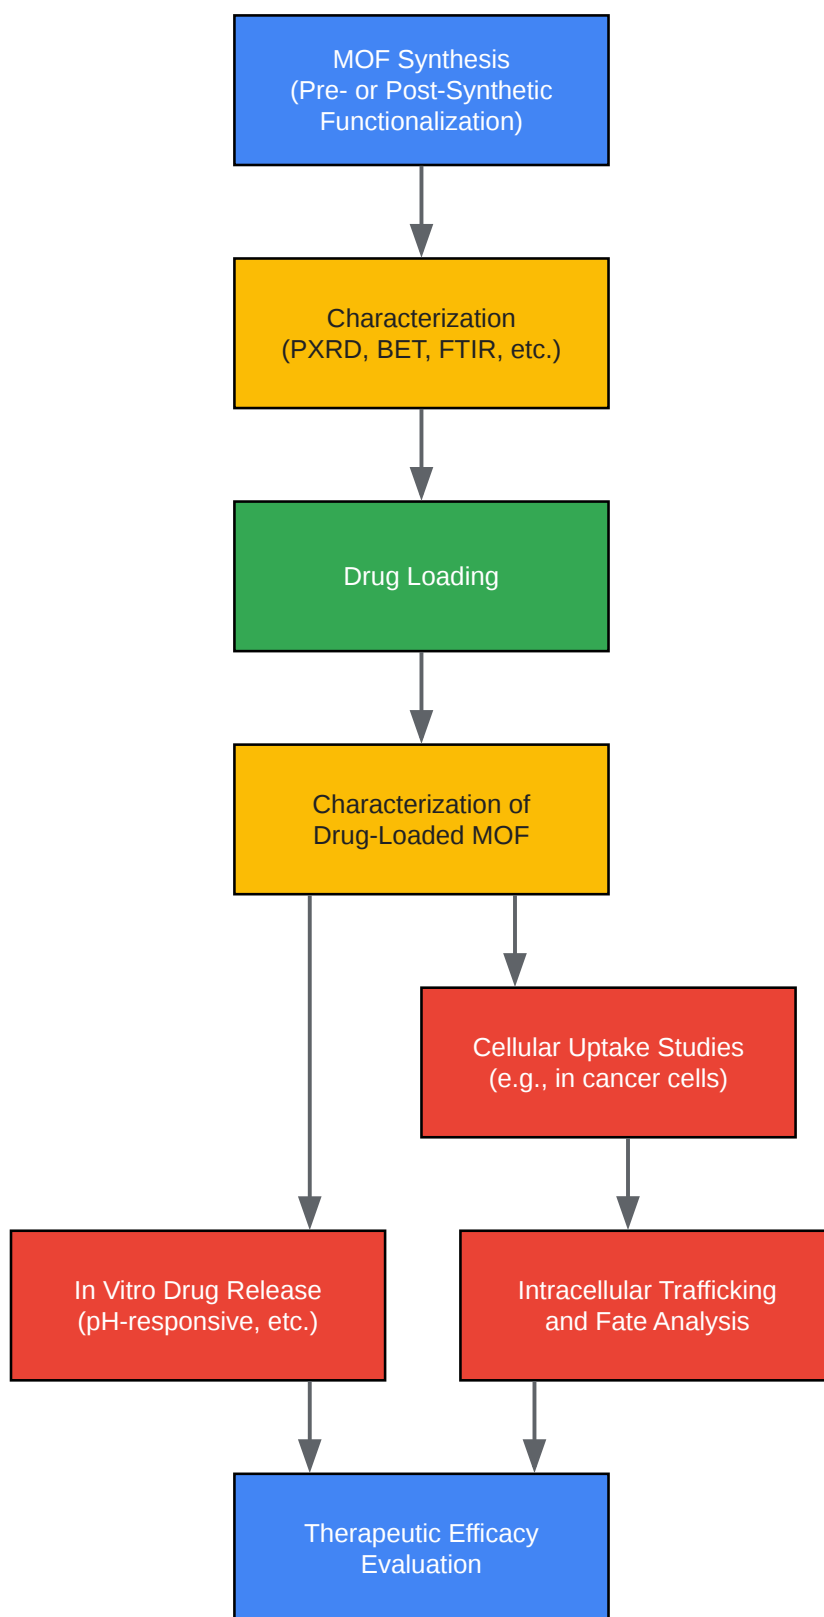 MOF Synthesis
(Pre- or Post-Synthetic
Functionalization)
Characterization
(PXRD, BET, FTIR, etc.)
Drug Loading
Characterization of
Drug-Loaded MOF
Cellular Uptake Studies
(e.g., in cancer cells)
In Vitro Drug Release
(pH-responsive, etc.)
Intracellular Trafficking
and Fate Analysis
Therapeutic Efficacy
Evaluation